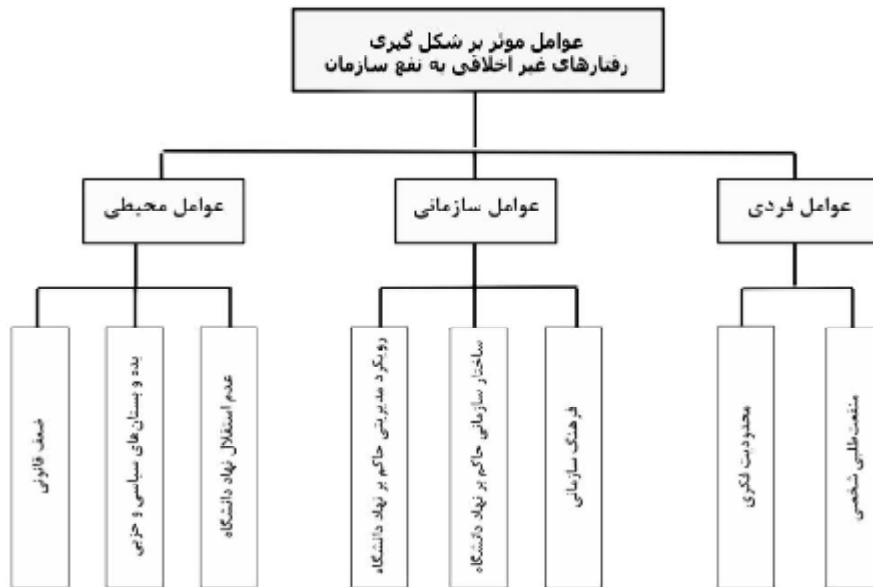 عوامل موثر بر شکل گیری
رفتارهای غیر اخلاقی به نفع سازمان
عوامل فردی
عوامل سازمانی
عوامل محیطی
منفعت‌طلبی شخصی
محدودیت فکری
فرهنگ سازمانی
ساختار سازمانی حاکم بر نهاد دانشگاه
رویکرد مدیریتی حاکم بر نهاد دانشگاه
عدم استقلال نهاد دانشگاه
بده و بستان‌های سیاسی و حزبی
ضعف قانونی